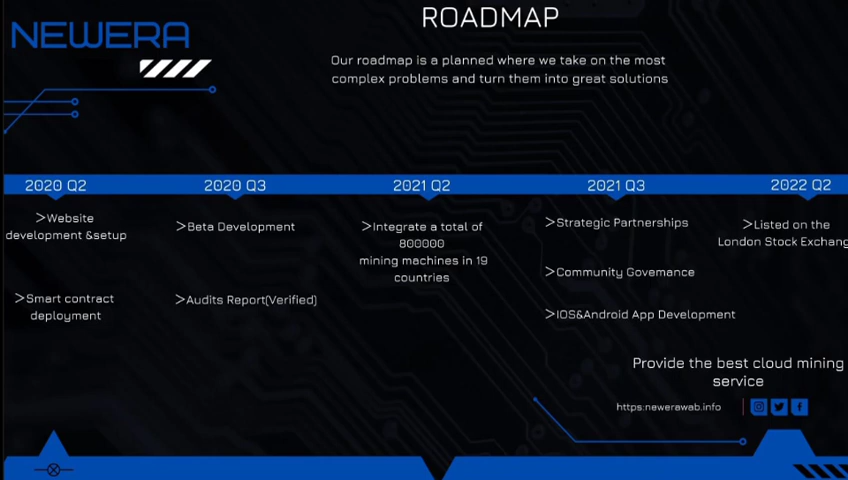 NEWERA
ROADMAP
Our roadmap is a planned where we take on the most
complex problems and turn them into great solutions
2020 Q2
2020 Q3
2021 Q2
2021 Q3
2022 Q2
>Website
development &setup
>Smart contract
deployment
>Beta Development
>Audits Report(Verified)
>Integrate a total of
800000
mining machines in 19
countries
>Strategic Partnerships
>Community Govemance
>IOS&Android App Development
>Listed on the
London Stock Exchang
Provide the best cloud mining
service
https:newerawab.info